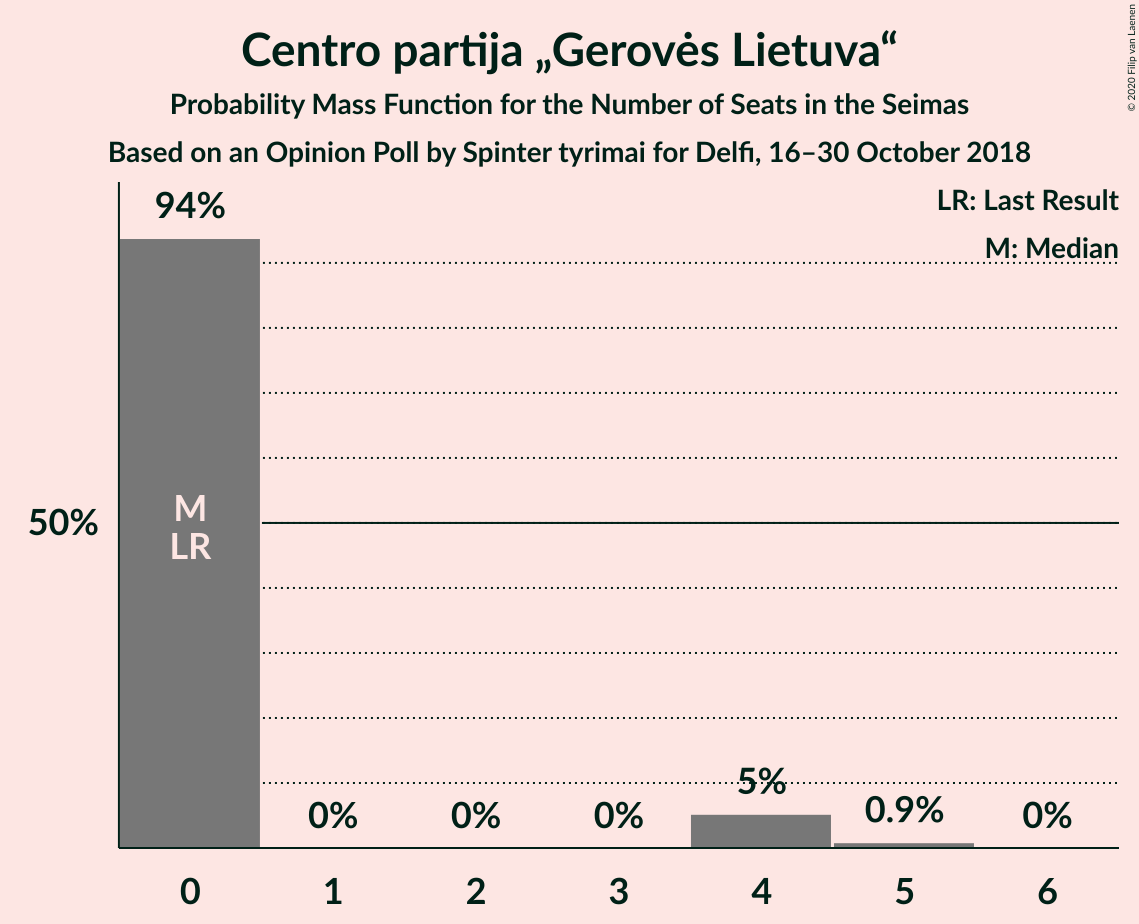 Centro partija „Gerovės Lietuva“
Probability Mass Function for the Number of Seats in the Seimas
Based on an Opinion Poll by Spinter tyrimai for Delfi, 16–30 October 2018
© 2020 Filip van Laenen
LR: Last Result
M: Median
94%
50%
M
LR
0%
0%
0%
5%
0.9%
0%
0
1
2
3
4
5
6